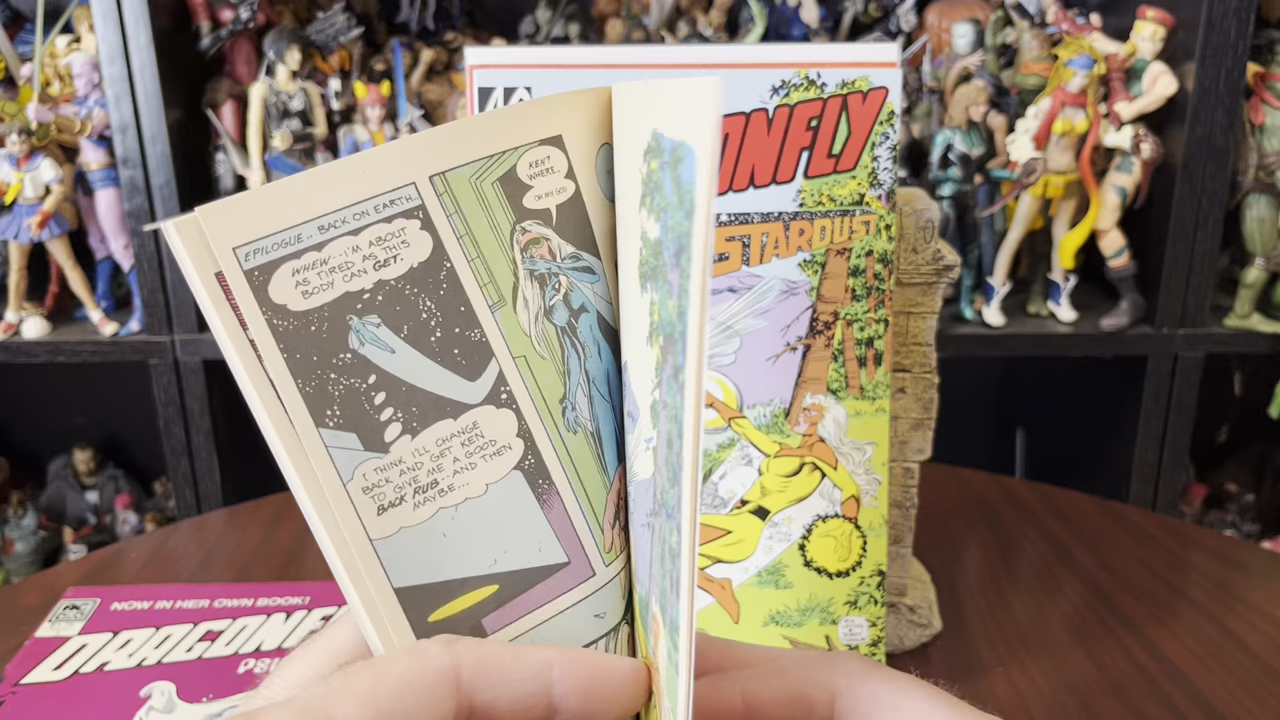 EPILOGUE.. BACK ON EARTH..
WHEW--I'M ABOUT
AS TIRED AS THIS
BODY CAN GET.
I THINK I'LL CHANGE
BACK AND GET KEN
TO GIVE ME A GOOD
BACK RUB--AND THEN
MAYBE...
KEN?
WHERE..
OH MY GOD
ONFLY
STARDUST
NOW IN HER OWN BOOK!
DRAGONF